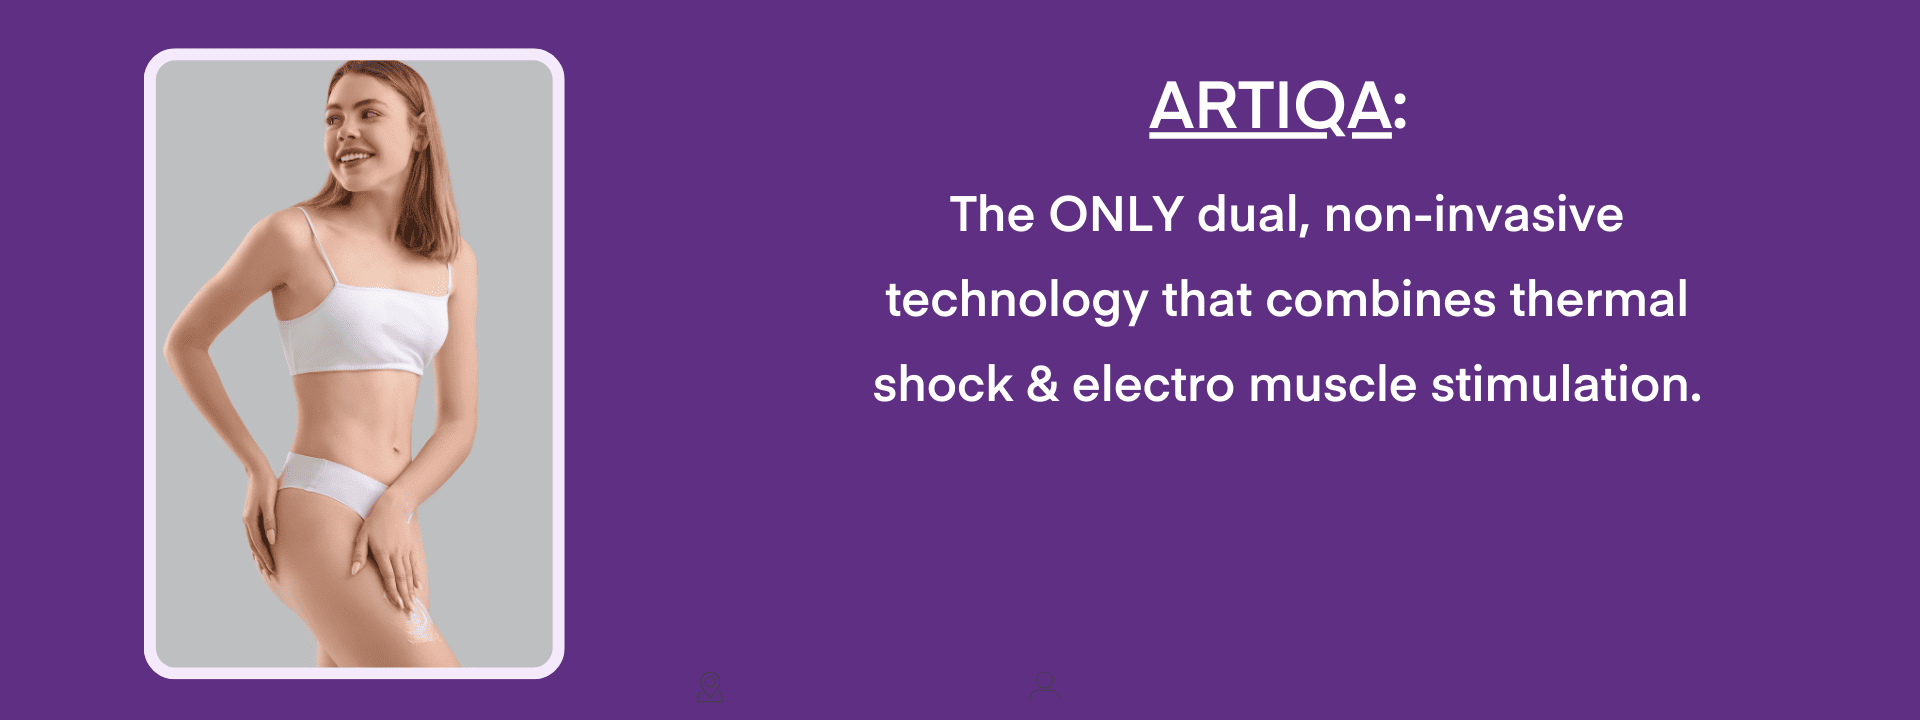 ARTIQA:
The ONLY dual, non-invasive
technology that combines thermal
shock & electro muscle stimulation.